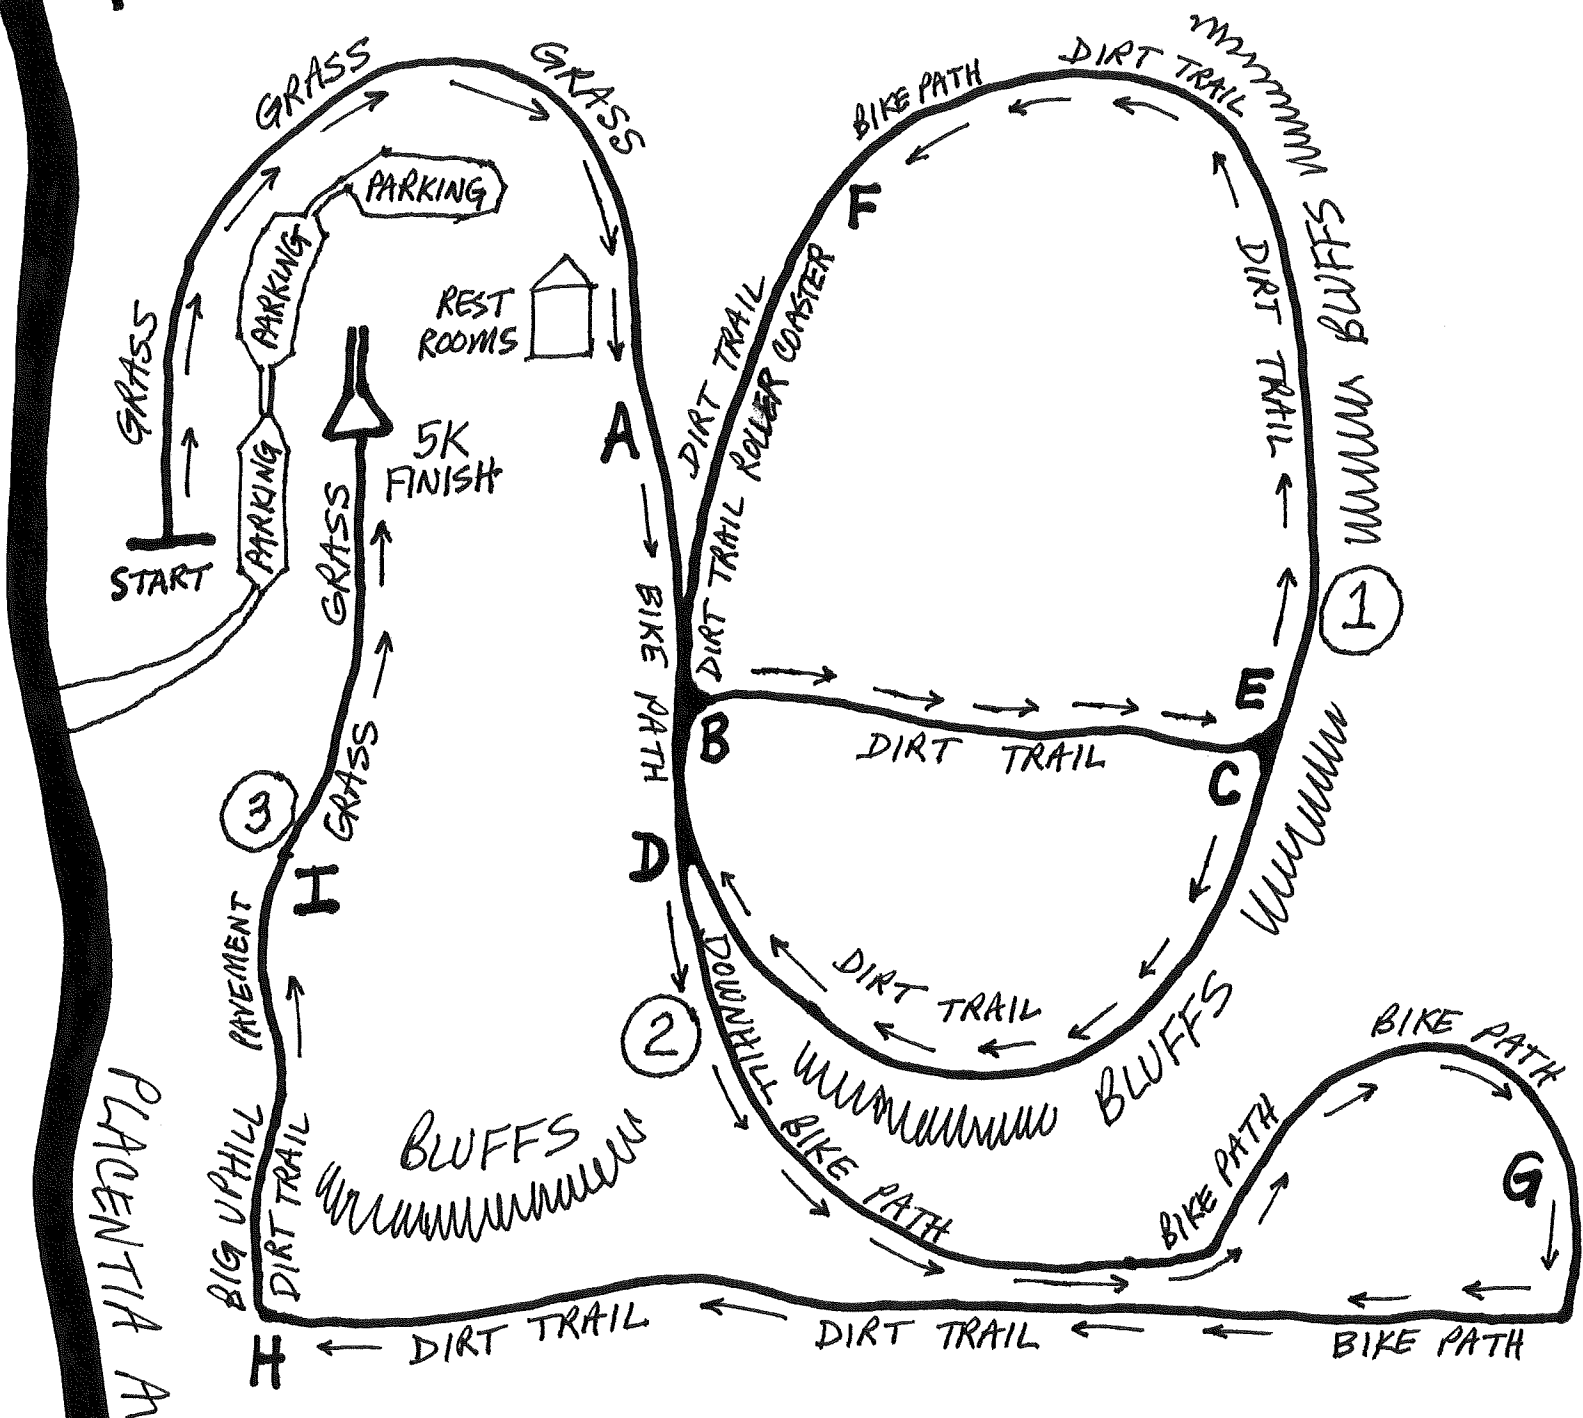 GRASS
GRASS
DIRT TRAIL
BIKE PATH
PARKING
PARKING
F
BLUFFS
REST
ROOMS
GRASS
DIRT TRAIL
DIRT TRAIL ROLLER COASTER
DIRT TRAIL
A
5K
FINISH
PARKING
GRASS
START
BIKE PATH
1
E
B
DIRT TRAIL
C
GRASS
3
D
I
PAVEMENT
DOWNHILL
DIRT TRAIL
2
BLUFFS
BIKE PATH
BLUFFS
BIG UPHILL
DIRT TRAIL
BIKE PATH
BIKE PATH
G
PLACENTIA
DIRT TRAIL
DIRT TRAIL
BIKE PATH
H